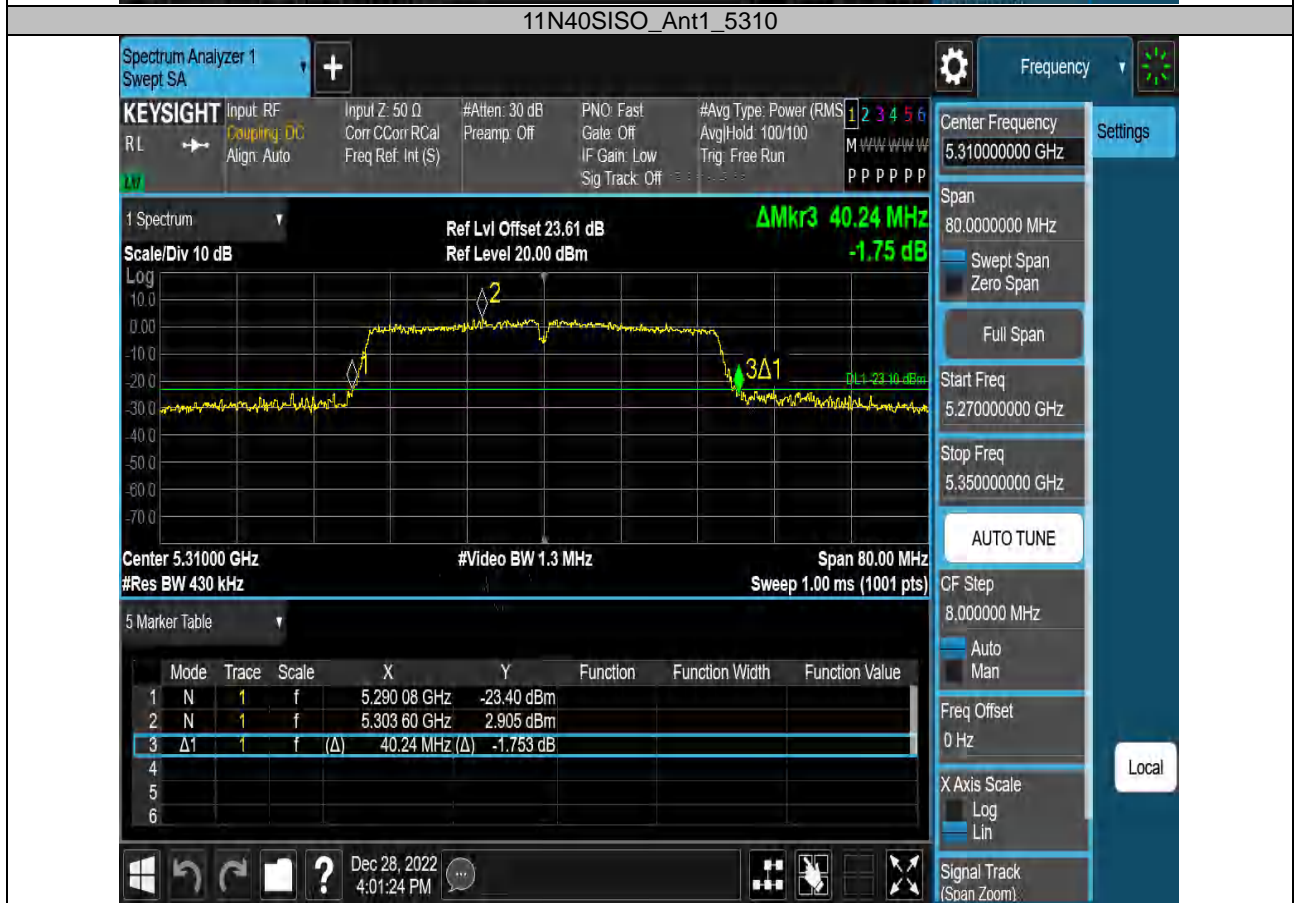 11N40SISO_Ant1_5310
Spectrum Analyzer 1
Swept SA
Frequency
KEYSIGHT
RL
Input: RF
Coupling: DC
Align: Auto
Input Z: 50 Ω
Corr CCorr RCal
Freq Ref: Int (S)
#Atten: 30 dB
Preamp: Off
PNO: Fast
Gate: Off
IF Gain: Low
Sig Track: Off
#Avg Type: Power (RMS
Avg|Hold: 100/100
Trig: Free Run
1 2 3 4 5 6
M W W W W W
P P P P P P
1 Spectrum
Scale/Div 10 dB
Ref Lvl Offset 23.61 dB
Ref Level 20.00 dBm
ΔMkr3 40.24 MHz
-1.75 dB
Log
10.0
0.00
-10.0
-20.0
-30.0
-40.0
-50.0
-60.0
-70.0
2
1
3Δ1
DL1 -23.10 dBm
Center 5.31000 GHz
#Video BW 1.3 MHz
Span 80.00 MHz
#Res BW 430 kHz
Sweep 1.00 ms (1001 pts)
5 Marker Table
Mode Trace Scale X Y Function Function Width Function Value
1 N 1 f 5.290 08 GHz -23.40 dBm
2 N 1 f 5.303 60 GHz 2.905 dBm
3 Δ1 1 f (Δ) 40.24 MHz (Δ) -1.753 dB
4
5
6
?
Dec 28, 2022
4:01:24 PM
Center Frequency
5.310000000 GHz
Settings
Span
80.0000000 MHz
Swept Span
Zero Span
Full Span
Start Freq
5.270000000 GHz
Stop Freq
5.350000000 GHz
AUTO TUNE
CF Step
8.000000 MHz
Auto
Man
Freq Offset
0 Hz
X Axis Scale
Log
Lin
Local
Signal Track
(Span Zoom)